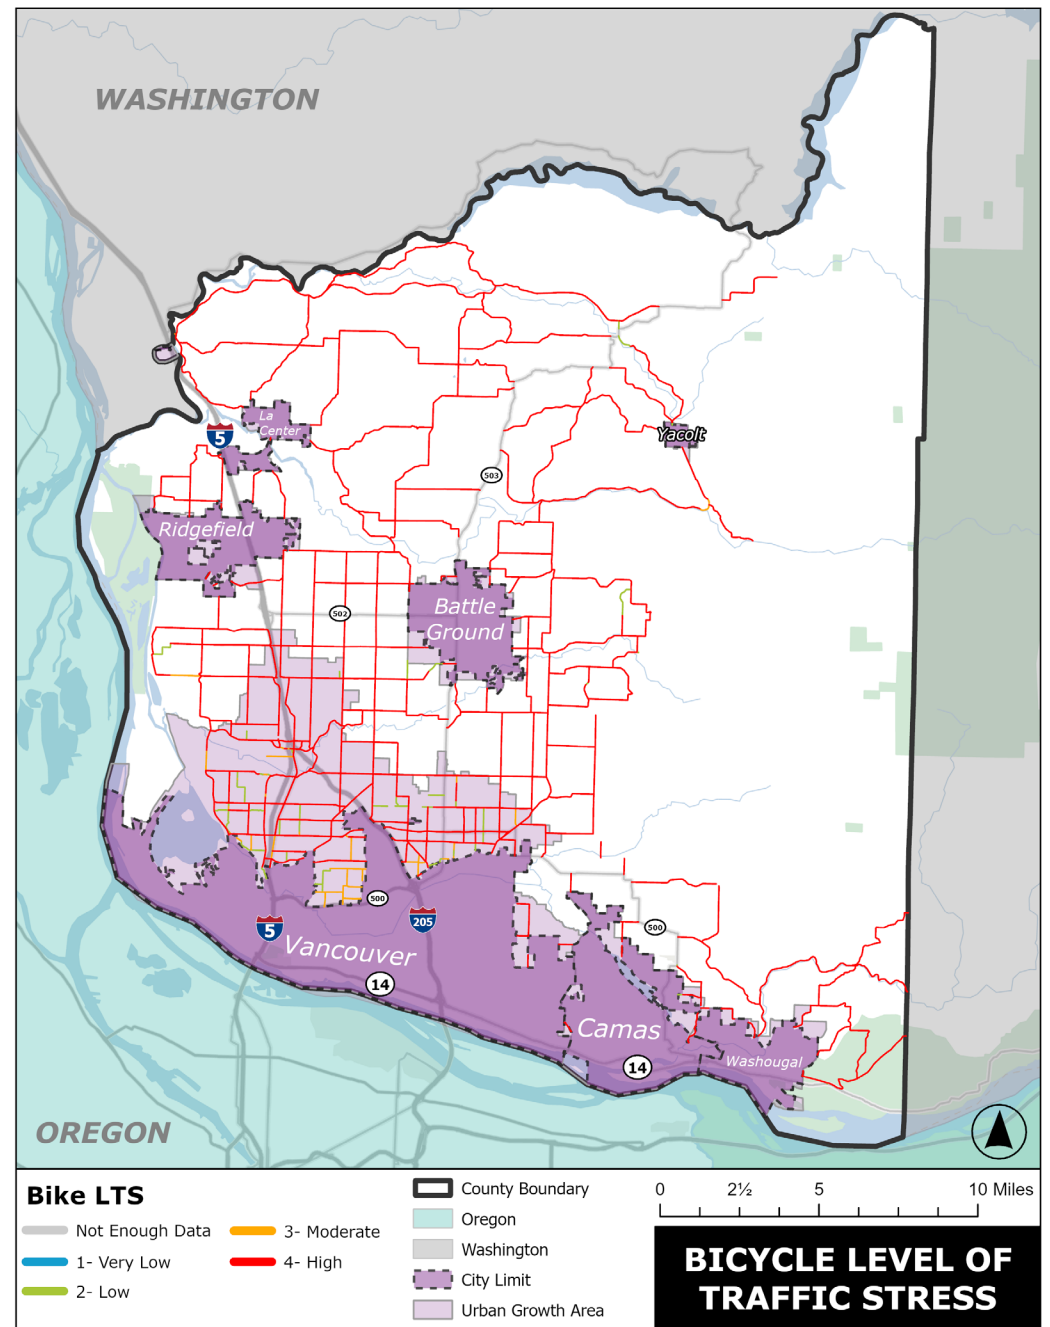 WASHINGTON
La
Center
5
Yacolt
503
Ridgefield
502
Battle
Ground
500
5
205
Vancouver
500
14
Camas
14
Washougal
OREGON
Bike LTS
Not Enough Data
1- Very Low
2- Low
3- Moderate
4- High
County Boundary
Oregon
Washington
City Limit
Urban Growth Area
0 2½ 5 10 Miles
BICYCLE LEVEL OF
TRAFFIC STRESS